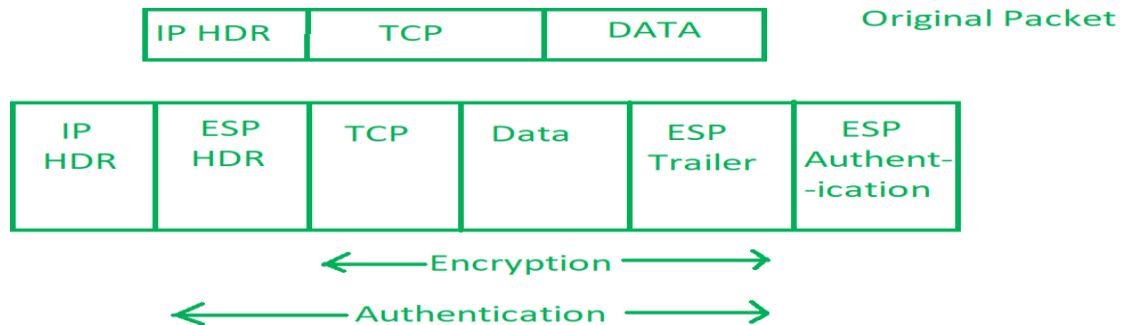 IP HDR TCP DATA Original Packet
IP ESP TCP Data ESP ESP
HDR HDR Trailer Authent-
-ication
Encryption
Authentication